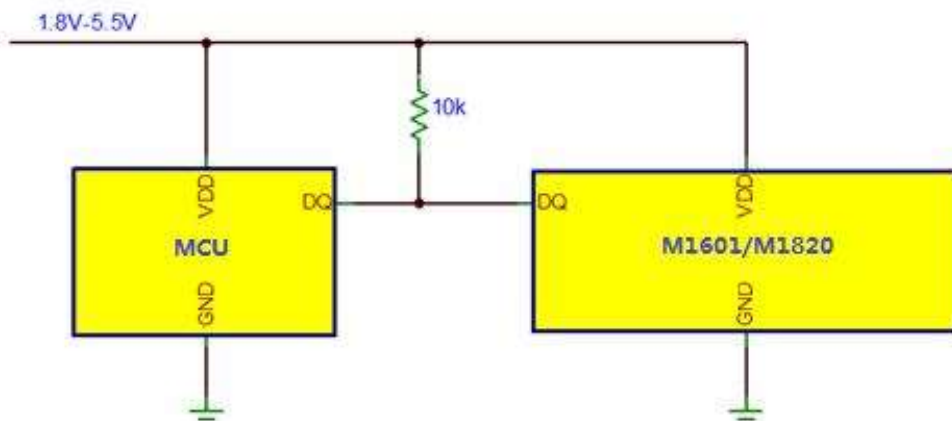 1.8V-5.5V
10k
VDD
DQ
MCU
GND
DQ
VDD
M1601/M1820
GND